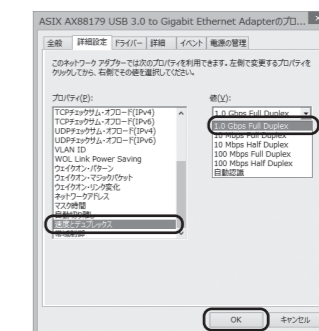 ASIX AX88179 USB 3.0 to Gigabit Ethernet Adapterのプロ...
全般 詳細設定 ドライバー 詳細 イベント 電源の管理
このネットワーク アダプターでは次のプロパティを利用できます。左側で変更するプロパティを
クリックしてから、右側でその値を選択してください。
プロパティ(P):
TCPチェックサム・オフロード(IPv4)
TCPチェックサム・オフロード(IPv6)
UDPチェックサム・オフロード(IPv4)
UDPチェックサム・オフロード(IPv6)
VLAN ID
WOL Link Power Saving
ウェイクオン・パターン
ウェイクオン・マジックパケット
ウェイクオン・リンク変化
ネットワークアドレス
マスク時間
自動切り離し
速度とデュプレックス
帯域制御
値(V):
1.0 Gbps Full Duplex
1.0 Gbps Full Duplex
10 Mbps Full Duplex
10 Mbps Half Duplex
100 Mbps Full Duplex
100 Mbps Half Duplex
自動認識
OK キャンセル